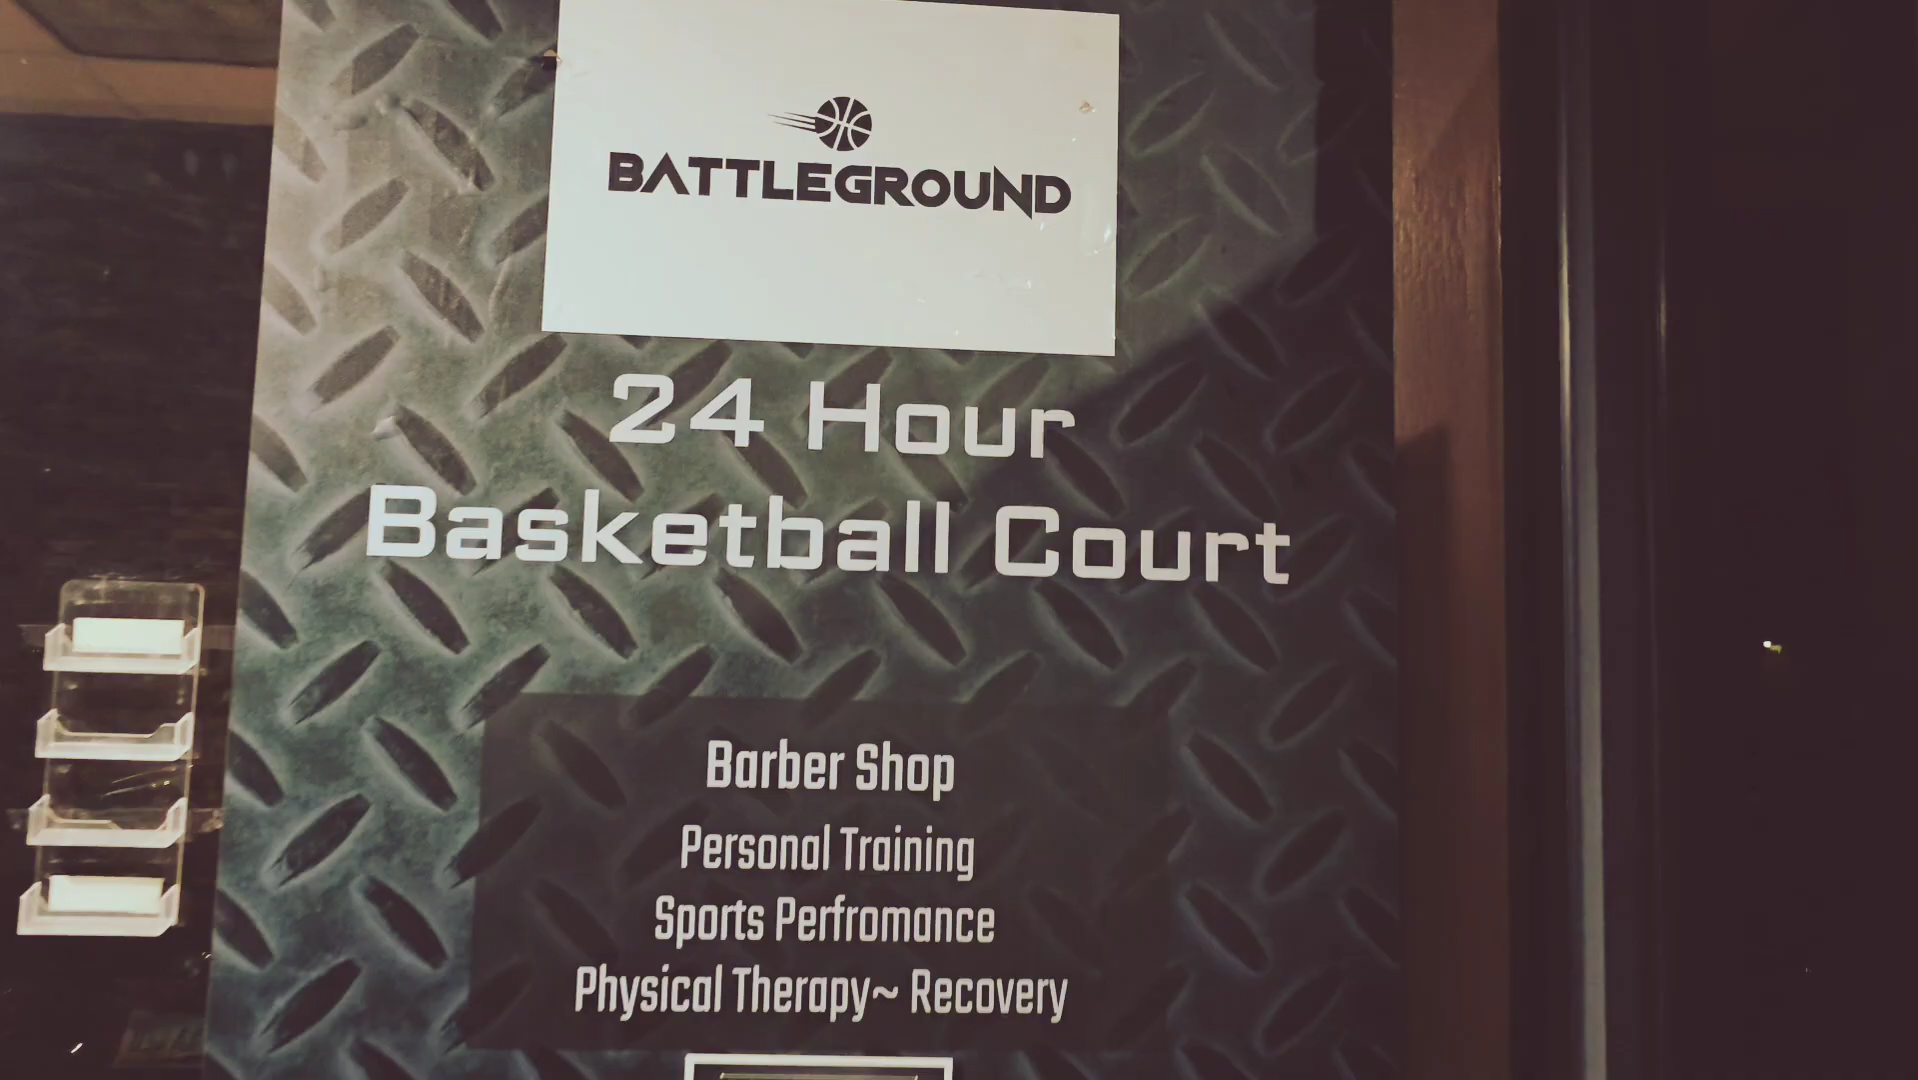 BATTLEGROUND
24 Hour
Basketball Court
Barber Shop
Personal Training
Sports Perfromance
Physical Therapy~ Recovery